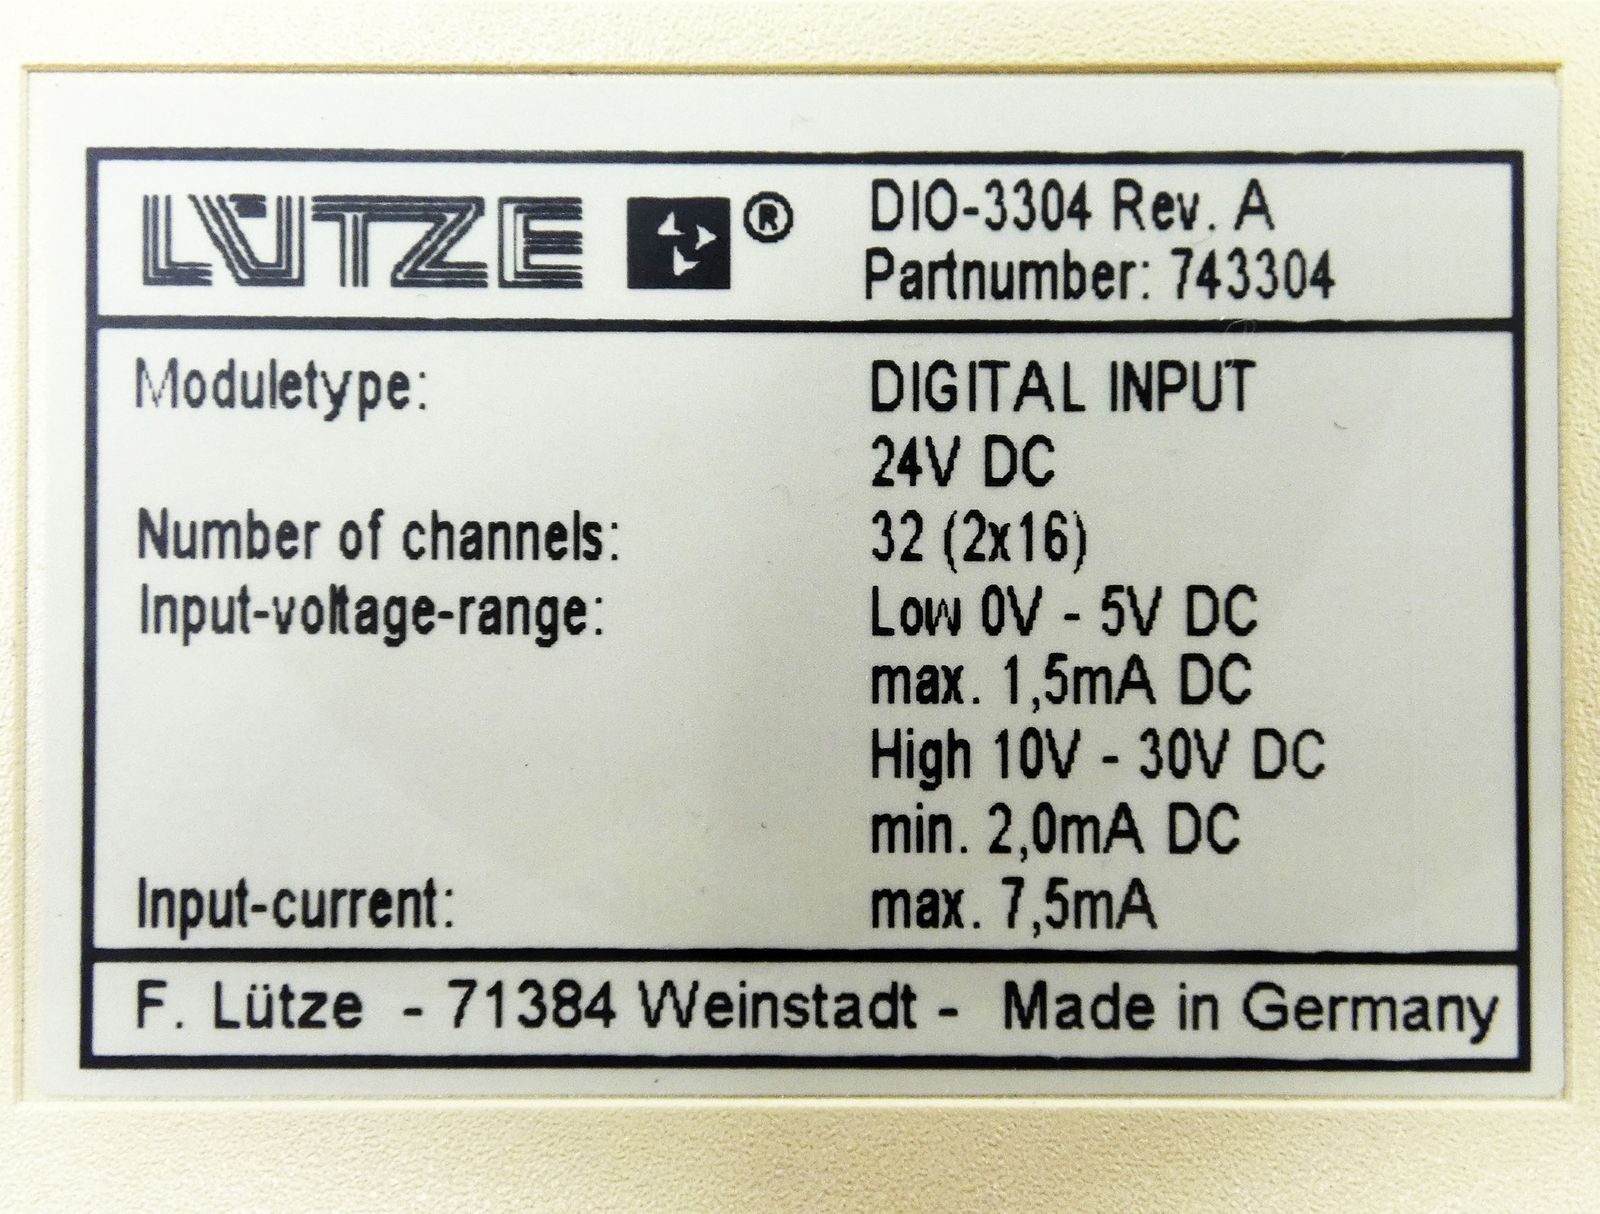 LÜTZE ® DIO-3304 Rev. A
Partnumber: 743304
Moduletype: DIGITAL INPUT
24V DC
Number of channels: 32 (2x16)
Input-voltage-range: Low 0V - 5V DC
max. 1,5mA DC
High 10V - 30V DC
min. 2,0mA DC
Input-current: max. 7,5mA
F. Lütze - 71384 Weinstadt - Made in Germany